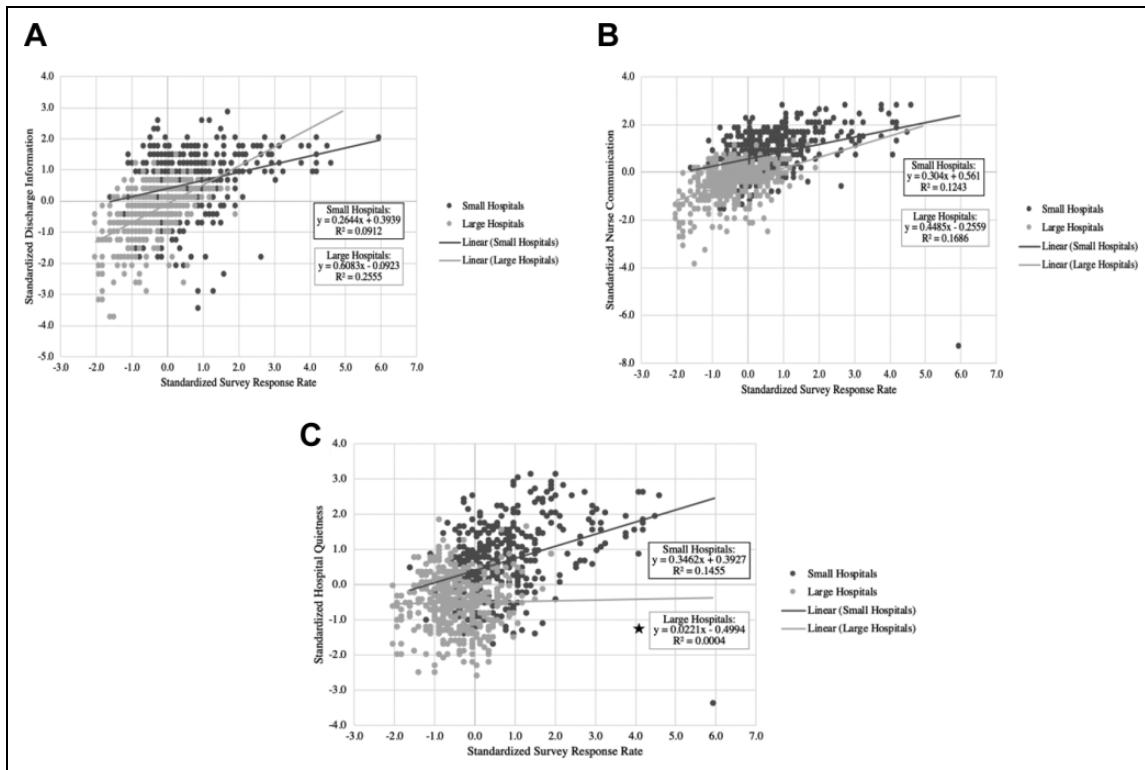 A
4.0
3.0
2.0
1.0
0.0
-1.0
-2.0
-3.0
-4.0
-5.0
Standardized Discharge Information
-3.0 -2.0 -1.0 0.0 1.0 2.0 3.0 4.0 5.0 6.0 7.0
Standardized Survey Response Rate
Small Hospitals:
y = 0.2644x + 0.3939
R² = 0.0912
Large Hospitals:
y = 0.6083x - 0.0923
R² = 0.2555
Small Hospitals
Large Hospitals
Linear (Small Hospitals)
Linear (Large Hospitals)
B
4.0
2.0
0.0
-2.0
-4.0
-6.0
-8.0
Standardized Nurse Communication
-3.0 -2.0 -1.0 0.0 1.0 2.0 3.0 4.0 5.0 6.0 7.0
Standardized Survey Response Rate
Small Hospitals:
y = 0.304x + 0.561
R² = 0.1243
Large Hospitals:
y = 0.4485x - 0.2559
R² = 0.1686
Small Hospitals
Large Hospitals
Linear (Small Hospitals)
Linear (Large Hospitals)
C
4.0
3.0
2.0
1.0
0.0
-1.0
-2.0
-3.0
-4.0
Standardized Hospital Quietness
-3.0 -2.0 -1.0 0.0 1.0 2.0 3.0 4.0 5.0 6.0 7.0
Standardized Survey Response Rate
Small Hospitals:
y = 0.3462x + 0.3927
R² = 0.1455
★
Large Hospitals:
y = 0.0221x - 0.4994
R² = 0.0004
Small Hospitals
Large Hospitals
Linear (Small Hospitals)
Linear (Large Hospitals)